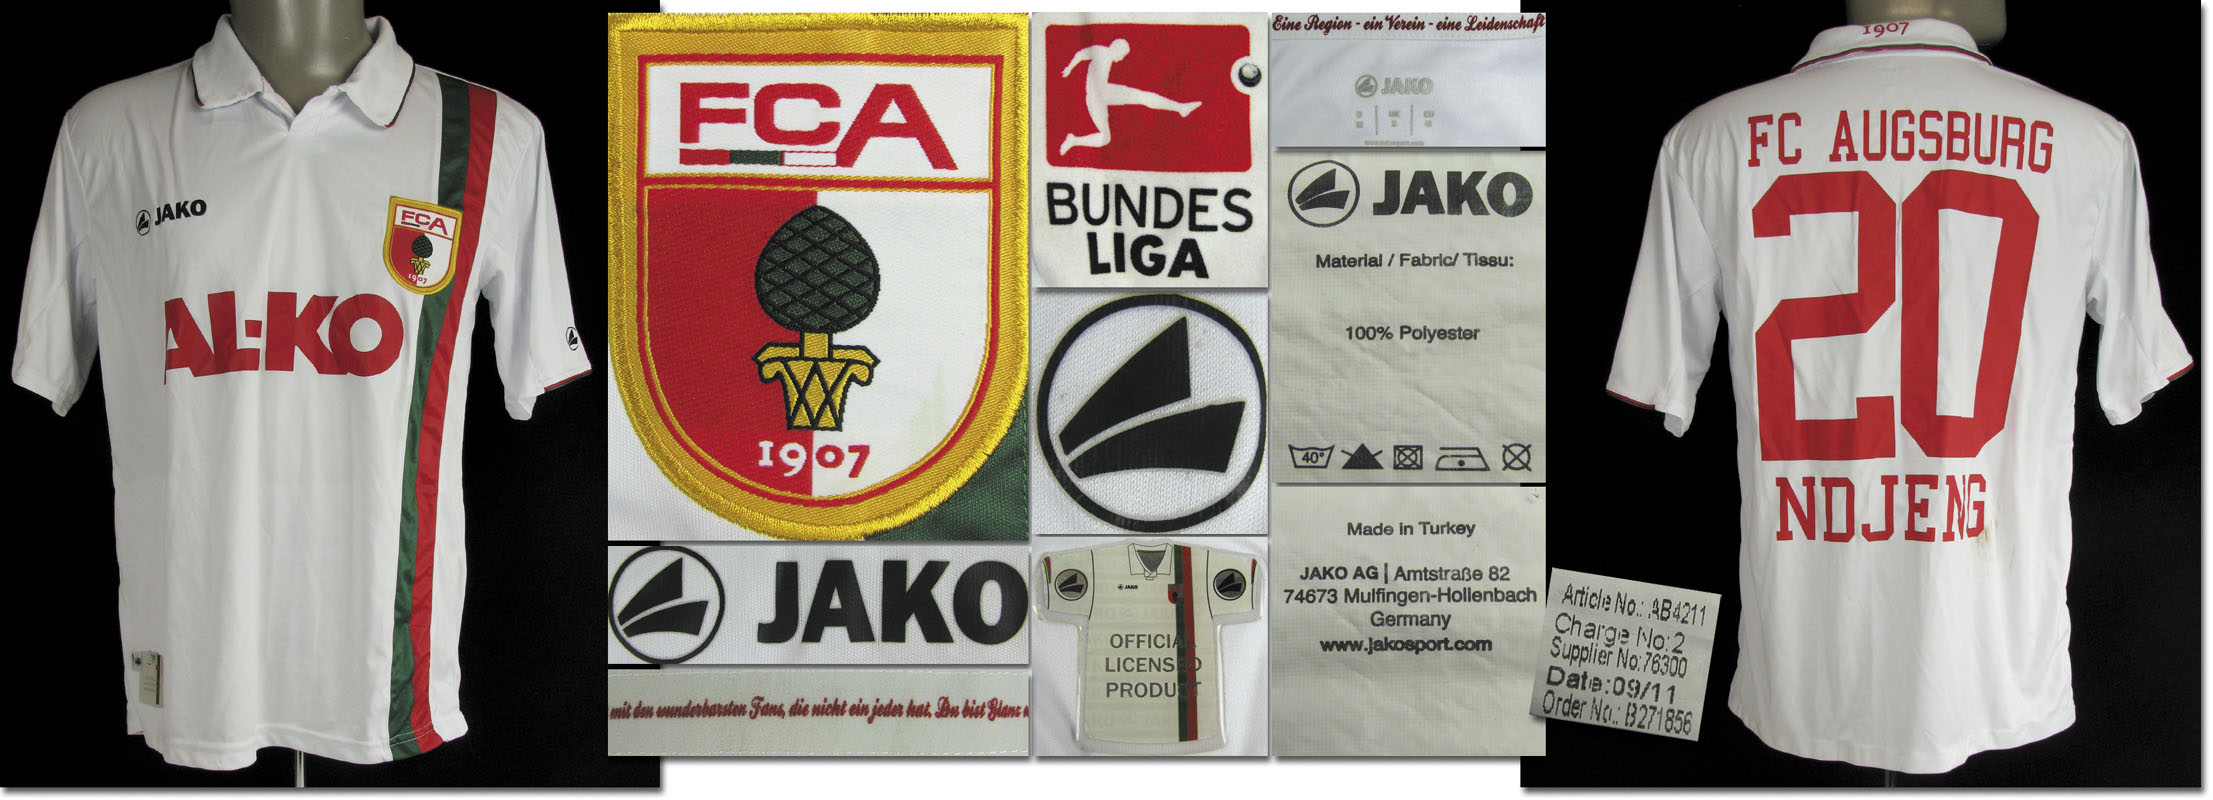 JAKO
FCA
1907
AL-KO
FCA
1907
JAKO
mit den wunderbarsten Fans, die nicht ein jeder hat. Du bist Glanz
BUNDES
LIGA
JAKO
OFFICIAL
LICENSED
PRODUCT
Eine Region - ein Verein - eine Leidenschaft
JAKO
JAKO
Material / Fabric/ Tissu:
100% Polyester
40°
Made in Turkey
JAKO AG | Amtstraße 82
74673 Mulfingen-Hollenbach
Germany
www.jakosport.com
1907
FC AUGSBURG
20
NDJENG
Article No.: AB4211
Charge No:2
Supplier No:76300
Date:09/11
Order No.: B271856